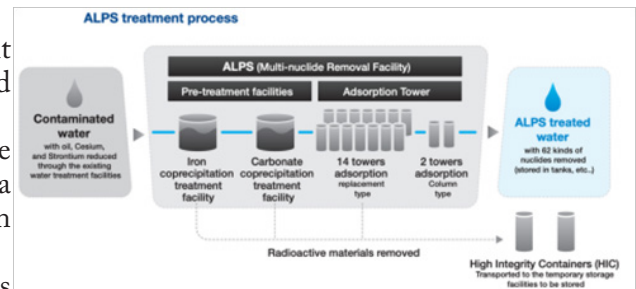 ALPS treatment process
t
d
e
a
n
s
ALPS (Multi-nuclide Removal Facility)
Pre-treatment facilities
Adsorption Tower
Contaminated
water
with oil, Cesium,
and Strontium reduced
through the existing
water treatment facilities
Iron
coprecipitation
treatment
facility
Carbonate
coprecipitation
treatment
facility
14 towers
adsorption
replacement
type
2 towers
adsorption
Column
type
ALPS treated
water
with 62 kinds of
nuclides removed
(stored in tanks, etc..)
Radioactive materials removed
High Integrity Containers (HIC)
Transported to the temporary storage
facilities to be stored